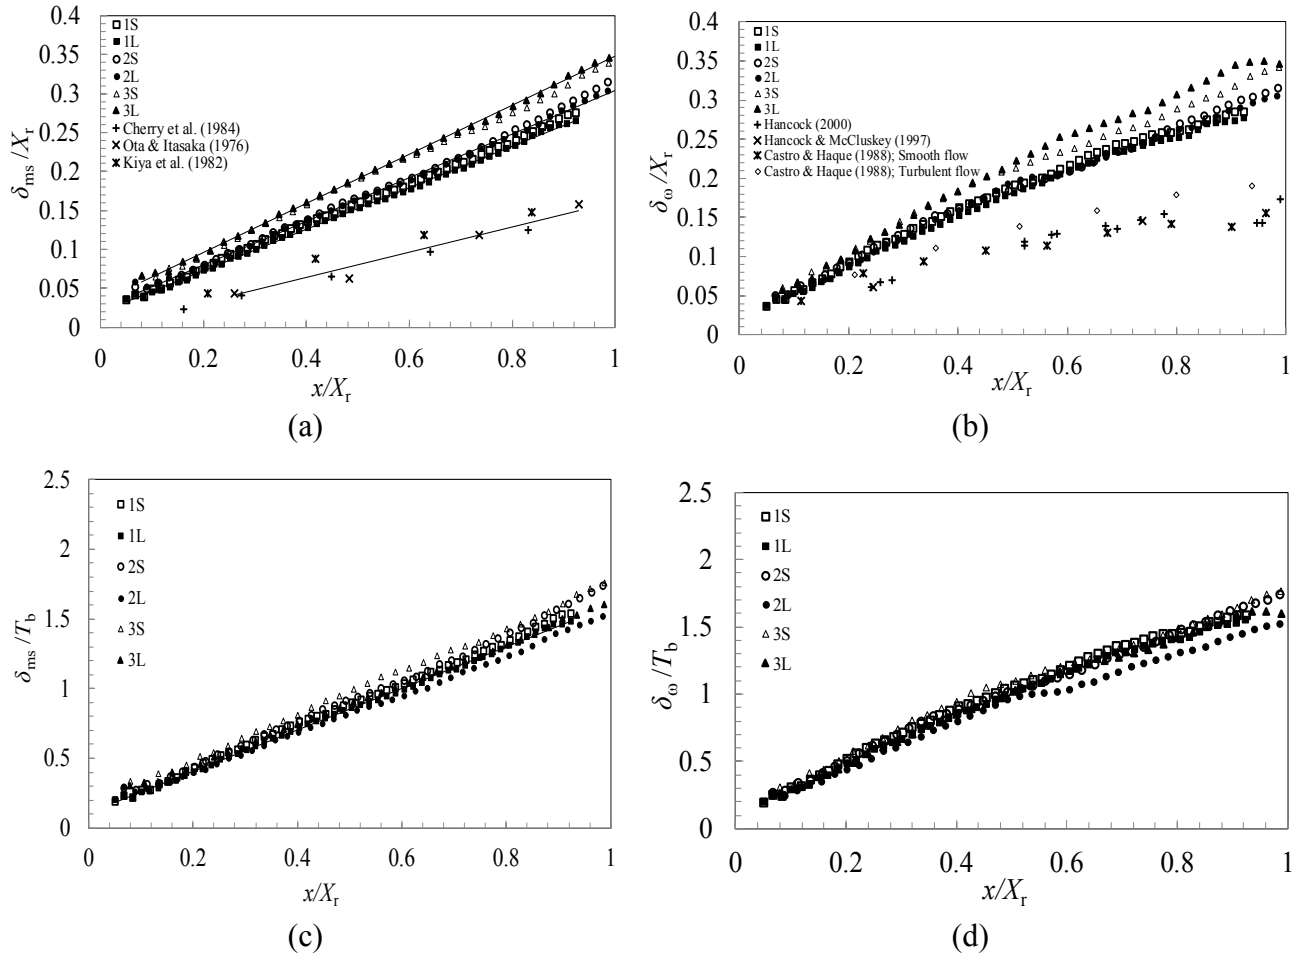 0.4
0.35
0.3
0.25
0.2
0.15
0.1
0.05
0
δms /Xr
1S
1L
2S
2L
3S
3L
Cherry et al. (1984)
Ota & Itasaka (1976)
Kiya et al. (1982)
0 0.2 0.4 0.6 0.8 1
x/Xr
(a)
0.4
0.35
0.3
0.25
0.2
0.15
0.1
0.05
0
δω/Xr
1S
1L
2S
2L
3S
3L
Hancock (2000)
Hancock & McCluskey (1997)
Castro & Haque (1988); Smooth flow
Castro & Haque (1988); Turbulent flow
0 0.2 0.4 0.6 0.8 1
x/Xr
(b)
2.5
2
1.5
1
0.5
0
δms /Tb
1S
1L
2S
2L
3S
3L
0 0.2 0.4 0.6 0.8 1
x/Xr
(c)
2.5
2
1.5
1
0.5
0
δω /Tb
1S
1L
2S
2L
3S
3L
0 0.2 0.4 0.6 0.8 1
x/Xr
(d)